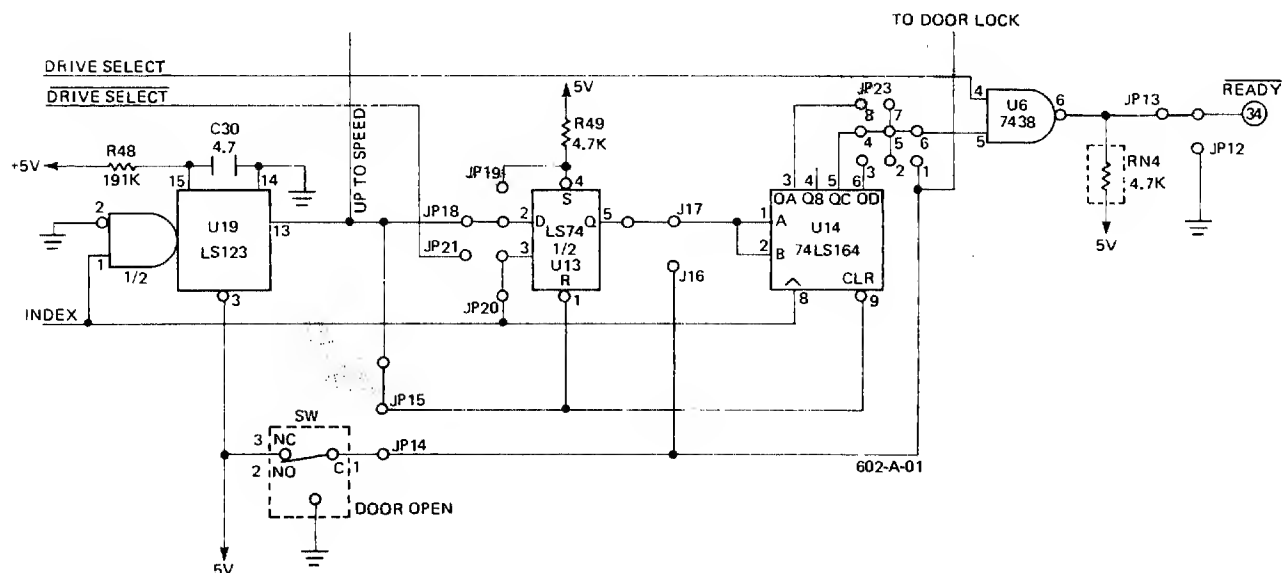 TO DOOR LOCK
DRIVE SELECT
DRIVE SELECT
5V
JP23
8 7
4 5 6
3 2 1
4
5
U6
7438
6
JP13
READY
34
JP12
RN4
4.7K
5V
C30
4.7
R48
191K
+5V
15
14
UP TO SPEED
R49
4.7K
JP19
4
S
2
1
U19
LS123
13
3
1/2
JP18
JP21
2
3
D
Q
5
LS74
1/2
U13
R
1
JP20
J17
J16
3 4 5 6
QA QB QC QD
1
2
A
B
U14
74LS164
CLR
8
9
INDEX
JP15
SW
3
NC
2
NO
C
1
JP14
DOOR OPEN
5V
602-A-01